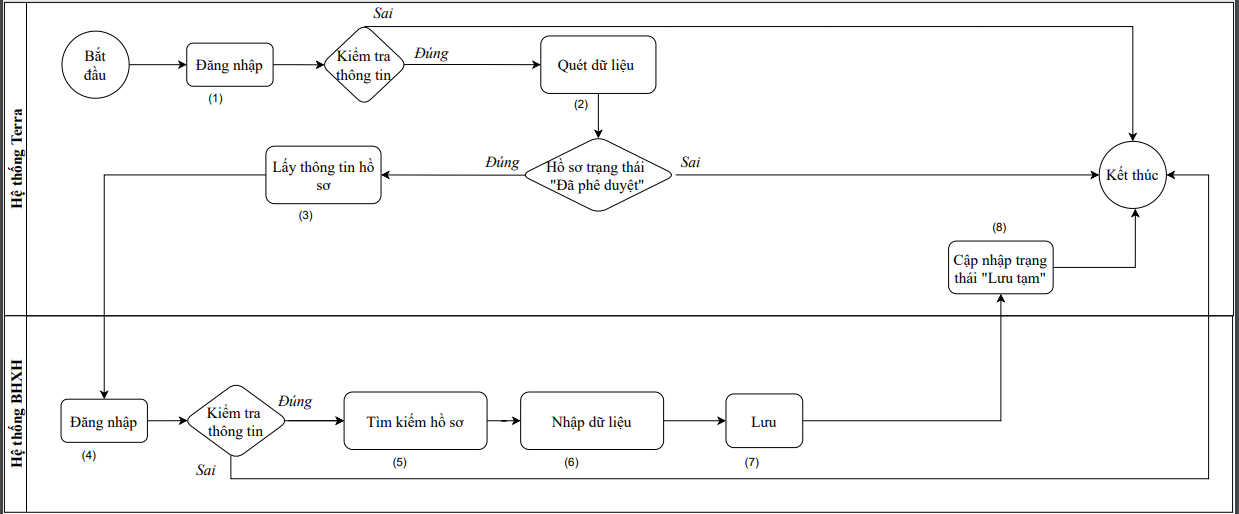 Hệ thống Terra
Sai
Bắt
đầu
Đăng nhập
(1)
Kiểm tra
thông tin
Đúng
Quét dữ liệu
(2)
Lấy thông tin hồ
sơ
(3)
Đúng
Hồ sơ trạng thái
"Đã phê duyệt"
Sai
Kết thúc
(8)
Cập nhập trạng
thái "Lưu tạm"
Hệ thống BHXH
Đăng nhập
(4)
Kiểm tra
thông tin
Đúng
Sai
Tìm kiếm hồ sơ
(5)
Nhập dữ liệu
(6)
Lưu
(7)